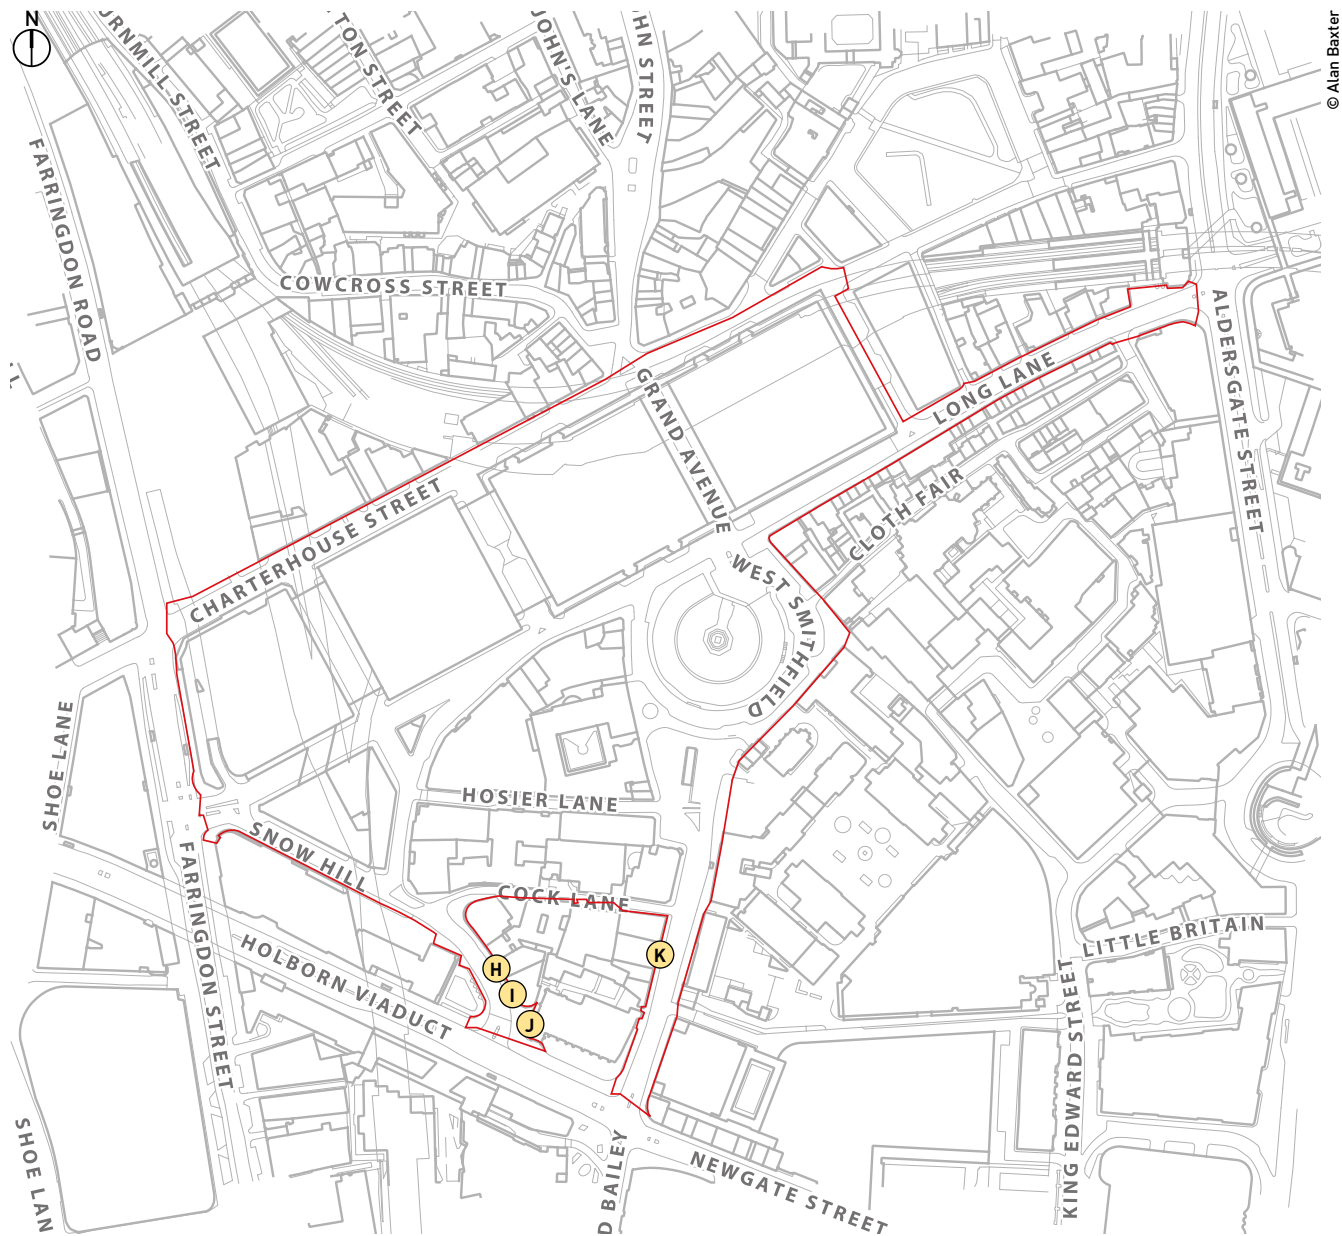 N
© Alan Baxter
ORNMILL STREET
TON STREET
JOHN'S LANE
HN STREET
FARRINGDON ROAD
COWCROSS STREET
GRAND AVENUE
LONG LANE
ALDERSGATE STREET
CHARTERHOUSE STREET
CLOTH FAIR
WEST SMITHFIELD
SHOE LANE
HOSIER LANE
SNOW HILL
COCK LANE
FARRINGDON STREET
HOLBORN VIADUCT
LITTLE BRITAIN
KING EDWARD STREET
H
I
J
K
SHOE LAN
D BAILEY
NEWGATE STREET